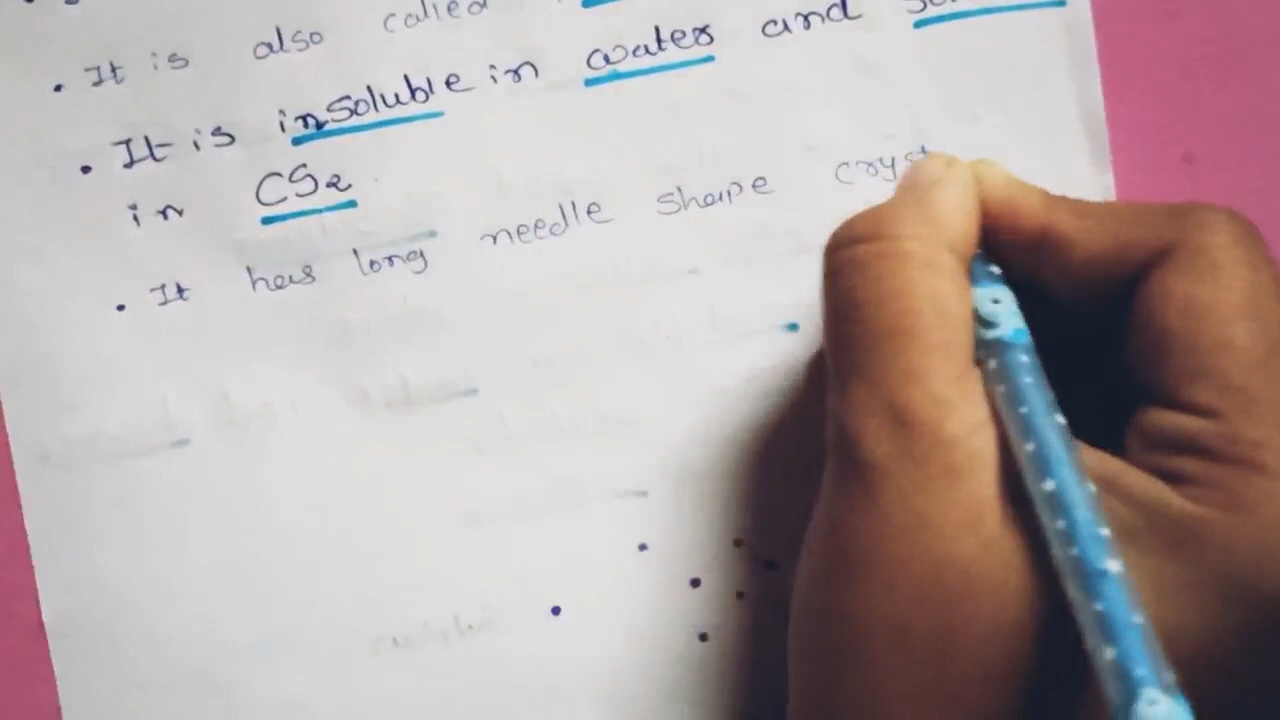 • It is also called
• It is insoluble in water and
in CS2
• It has long needle shape cryst